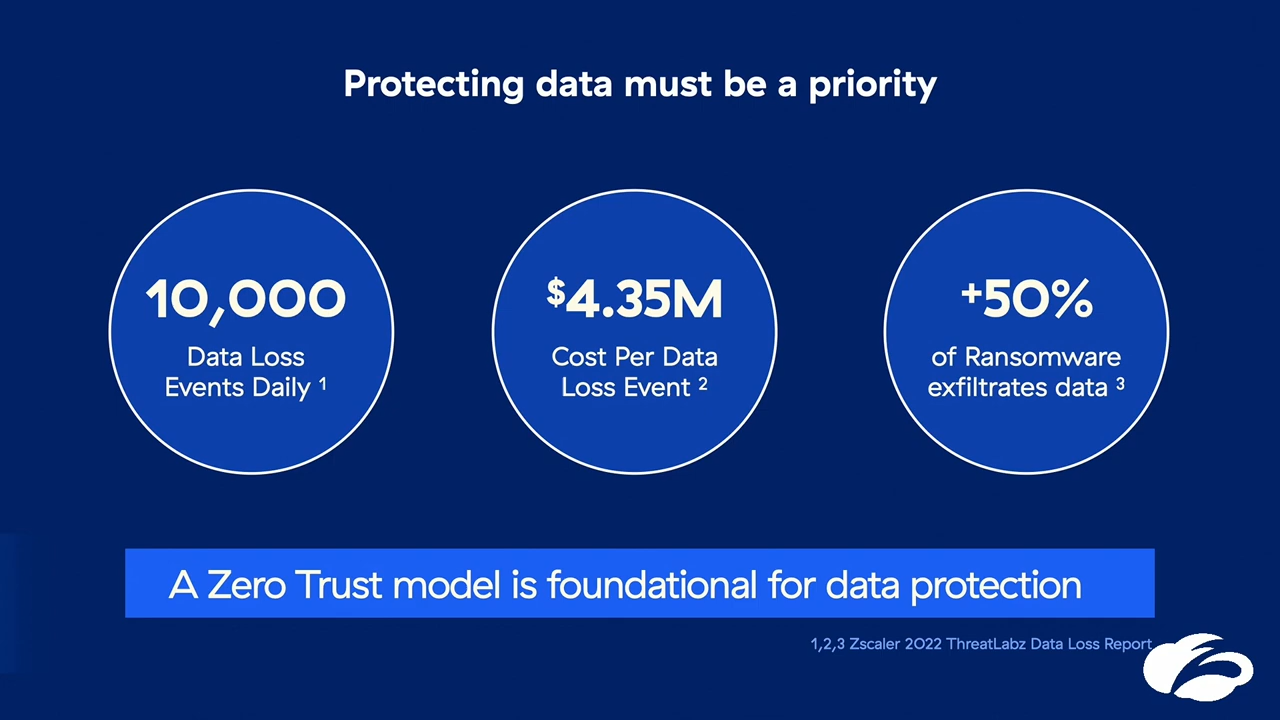 Protecting data must be a priority
10,000
Data Loss
Events Daily 1
$4.35M
Cost Per Data
Loss Event 2
+50%
of Ransomware
exfiltrates data 3
A Zero Trust model is foundational for data protection
1,2,3 Zscaler 2022 ThreatLabz Data Loss Report